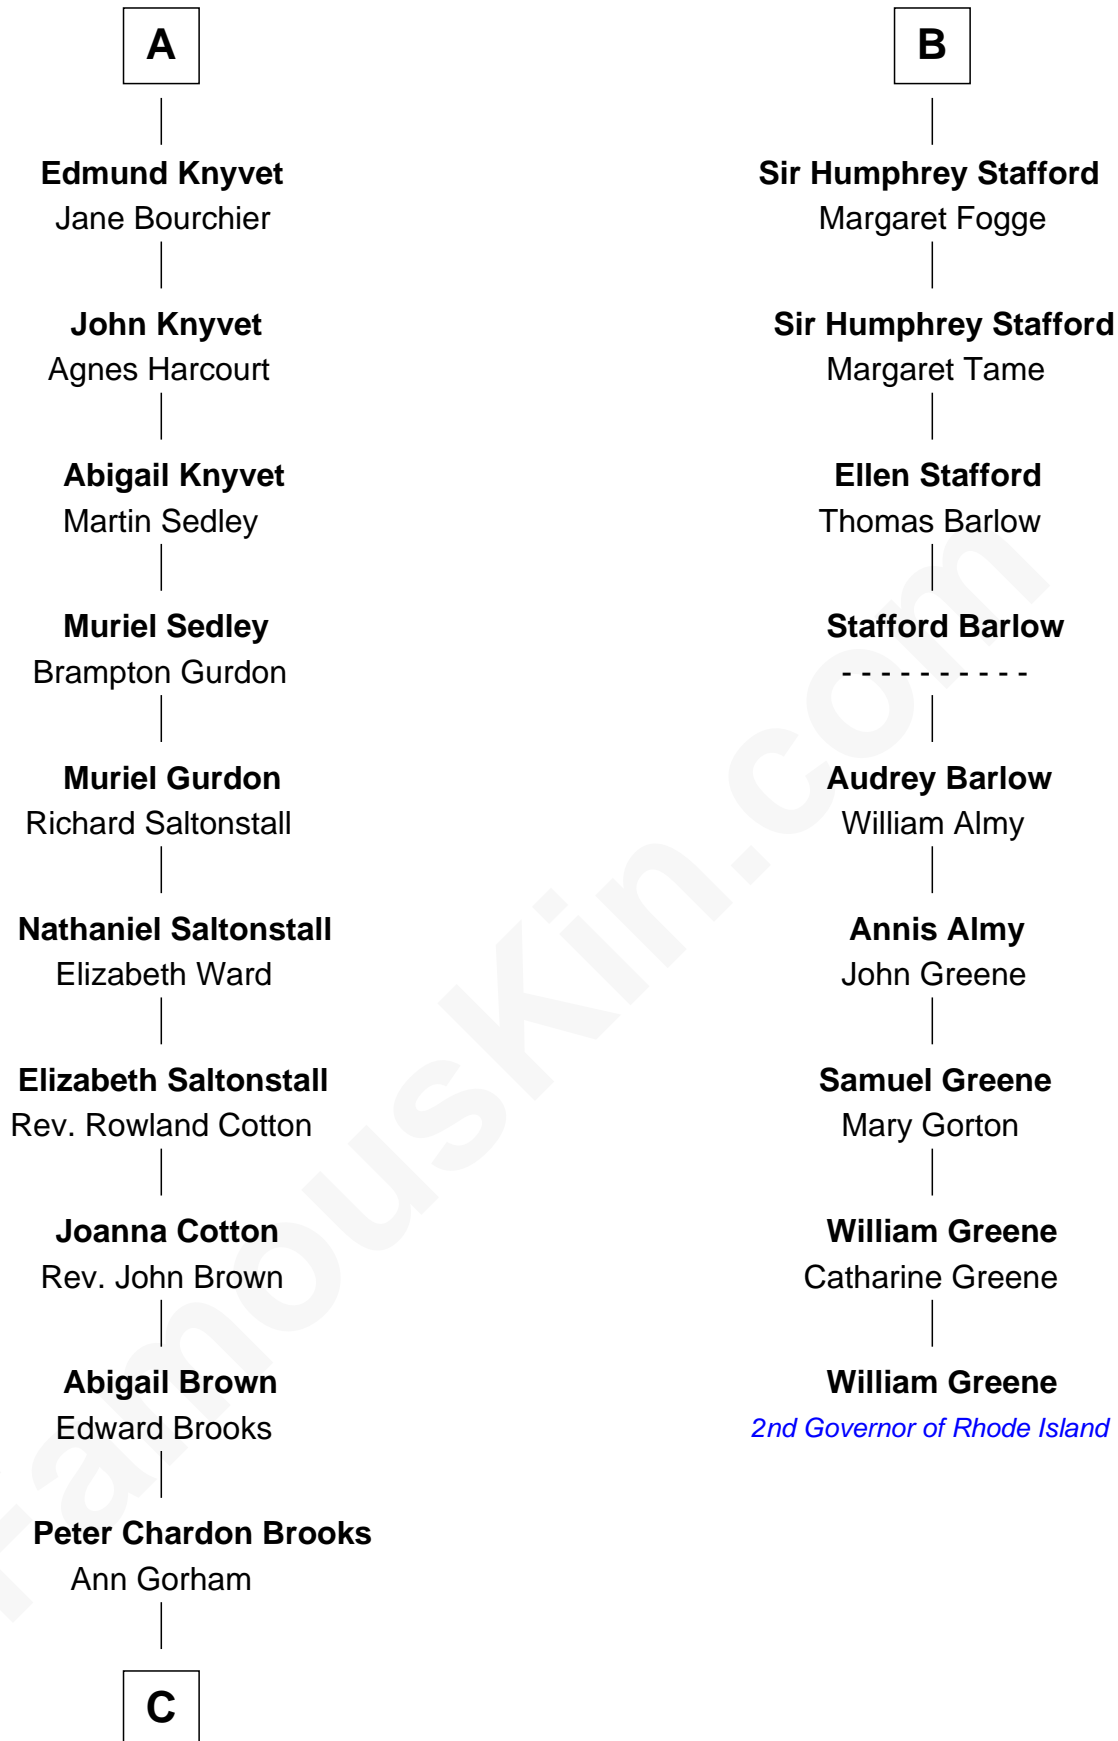 A
Edmund Knyvet
Jane Bourchier
John Knyvet
Agnes Harcourt
Abigail Knyvet
Martin Sedley
Muriel Sedley
Brampton Gurdon
Muriel Gurdon
Richard Saltonstall
Nathaniel Saltonstall
Elizabeth Ward
Elizabeth Saltonstall
Rev. Rowland Cotton
Joanna Cotton
Rev. John Brown
Abigail Brown
Edward Brooks
Peter Chardon Brooks
Ann Gorham
C
B
Sir Humphrey Stafford
Margaret Fogge
Sir Humphrey Stafford
Margaret Tame
Ellen Stafford
Thomas Barlow
Stafford Barlow
- - - - - - - - - -
Audrey Barlow
William Almy
Annis Almy
John Greene
Samuel Greene
Mary Gorton
William Greene
Catharine Greene
William Greene
2nd Governor of Rhode Island
FamousKin.com